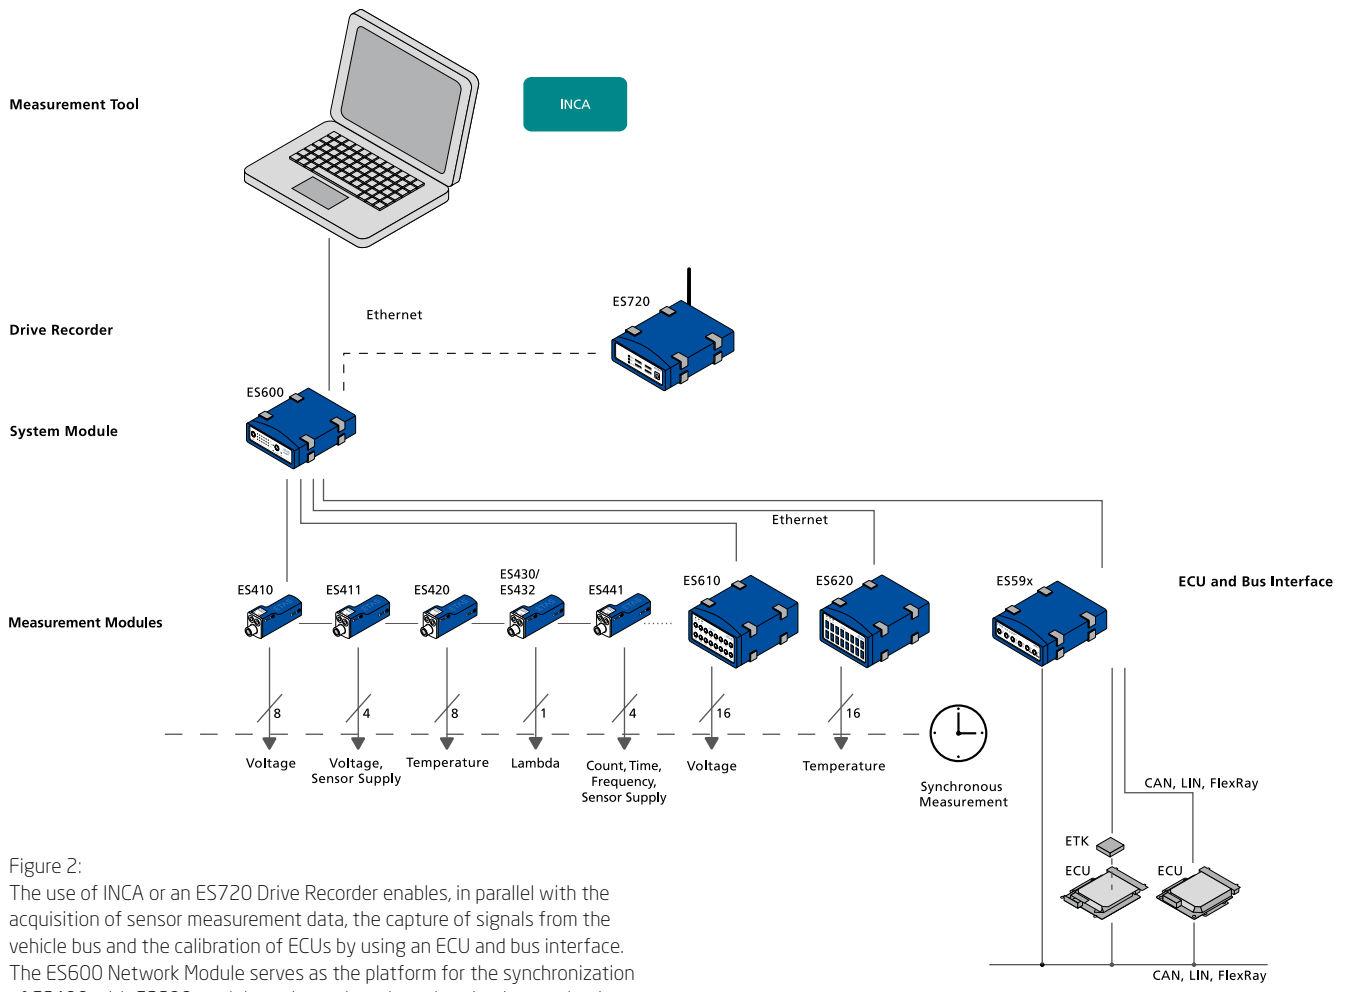 Measurement Tool
INCA
ES720
Ethernet
Drive Recorder
ES600
System Module
Ethernet
ES410
ES411
ES420
ES430/
ES432
ES441
ES610
ES620
ES59x
ECU and Bus Interface
Measurement Modules
8
4
8
1
4
16
16
Voltage
Voltage,
Sensor Supply
Temperature
Lambda
Count, Time,
Frequency,
Sensor Supply
Voltage
Temperature
Synchronous
Measurement
CAN, LIN, FlexRay
ETK
ECU
ECU
CAN, LIN, FlexRay
Figure 2:
The use of INCA or an ES720 Drive Recorder enables, in parallel with the
acquisition of sensor measurement data, the capture of signals from the
vehicle bus and the calibration of ECUs by using an ECU and bus interface.
The ES600 Network Module serves as the platform for the synchronization